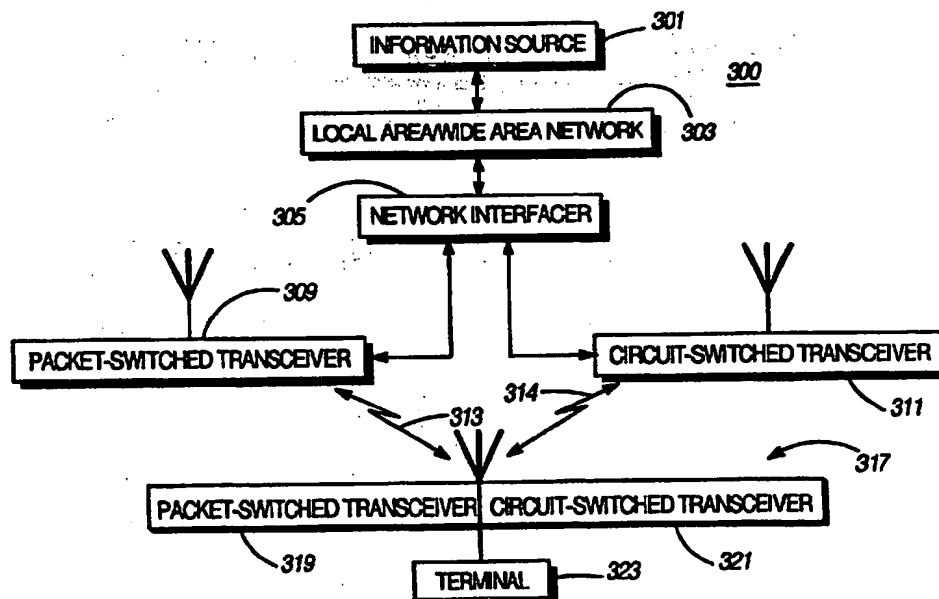 INFORMATION SOURCE
301
300
LOCAL AREA/WIDE AREA NETWORK
303
305
NETWORK INTERFACER
309
PACKET-SWITCHED TRANSCEIVER
CIRCUIT-SWITCHED TRANSCEIVER
314
311
313
317
PACKET-SWITCHED TRANSCEIVER
CIRCUIT-SWITCHED TRANSCEIVER
319
321
TERMINAL
323